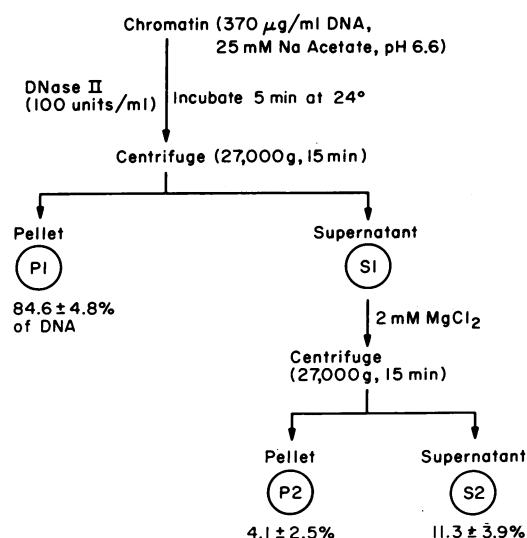 Chromatin (370 μg/ml DNA,
25 mM Na Acetate, pH 6.6)
DNase II
(100 units/ml)
Incubate 5 min at 24°
Centrifuge (27,000g, 15 min)
Pellet
P1
84.6 ± 4.8%
of DNA
Supernatant
S1
2 mM MgCl2
Centrifuge
(27,000g, 15 min)
Pellet
P2
4.1 ± 2.5%
Supernatant
S2
11.3 ± 3.9%